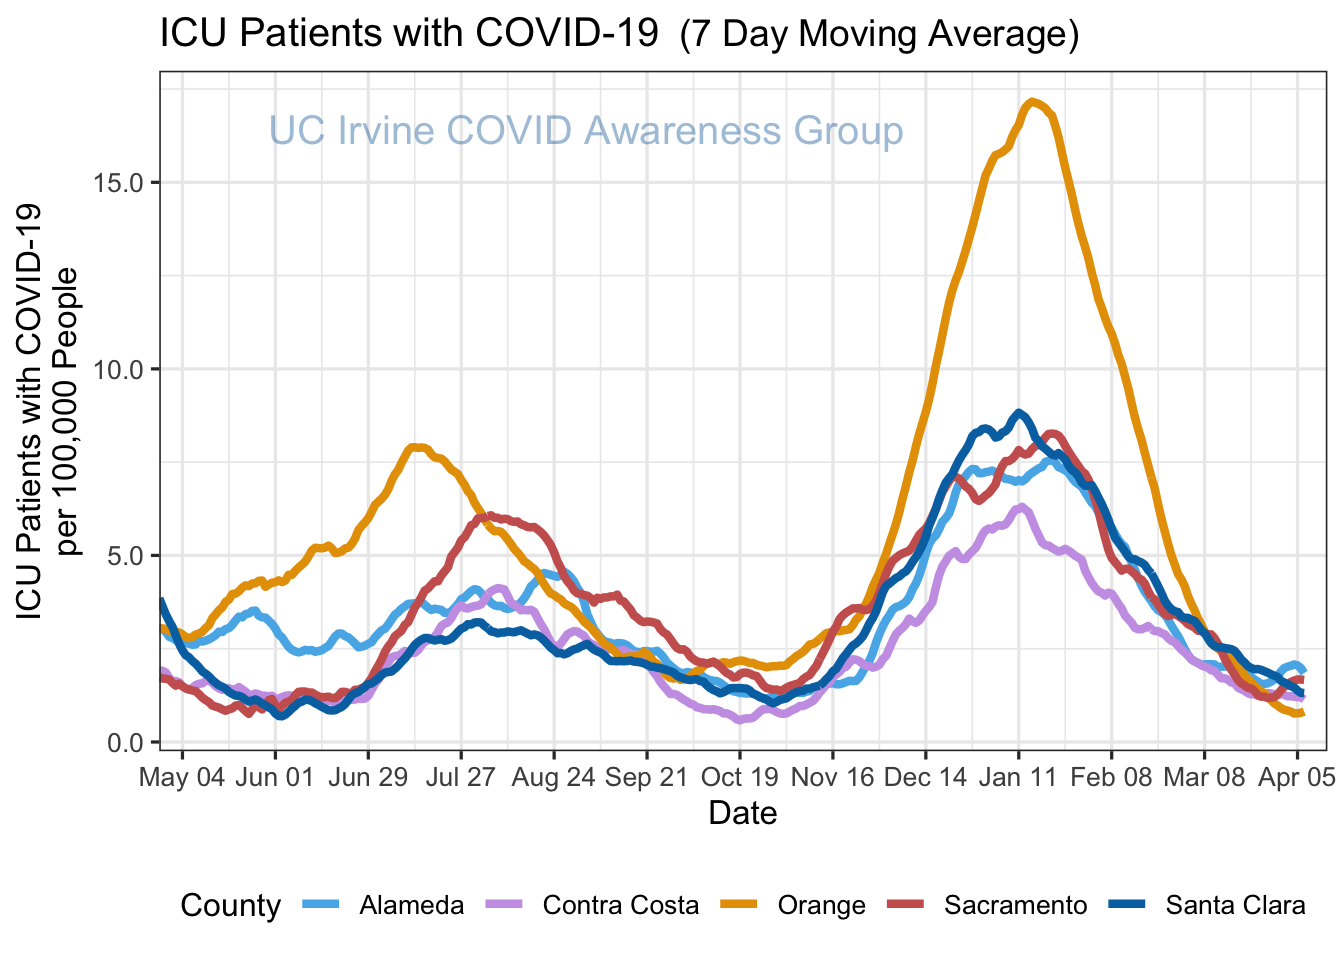 ICU Patients with COVID-19 (7 Day Moving Average)
UC Irvine COVID Awareness Group
ICU Patients with COVID-19
per 100,000 People
15.0
10.0
5.0
0.0
May 04 Jun 01 Jun 29 Jul 27 Aug 24 Sep 21 Oct 19 Nov 16 Dec 14 Jan 11 Feb 08 Mar 08 Apr 05
Date
County Alameda Contra Costa Orange Sacramento Santa Clara